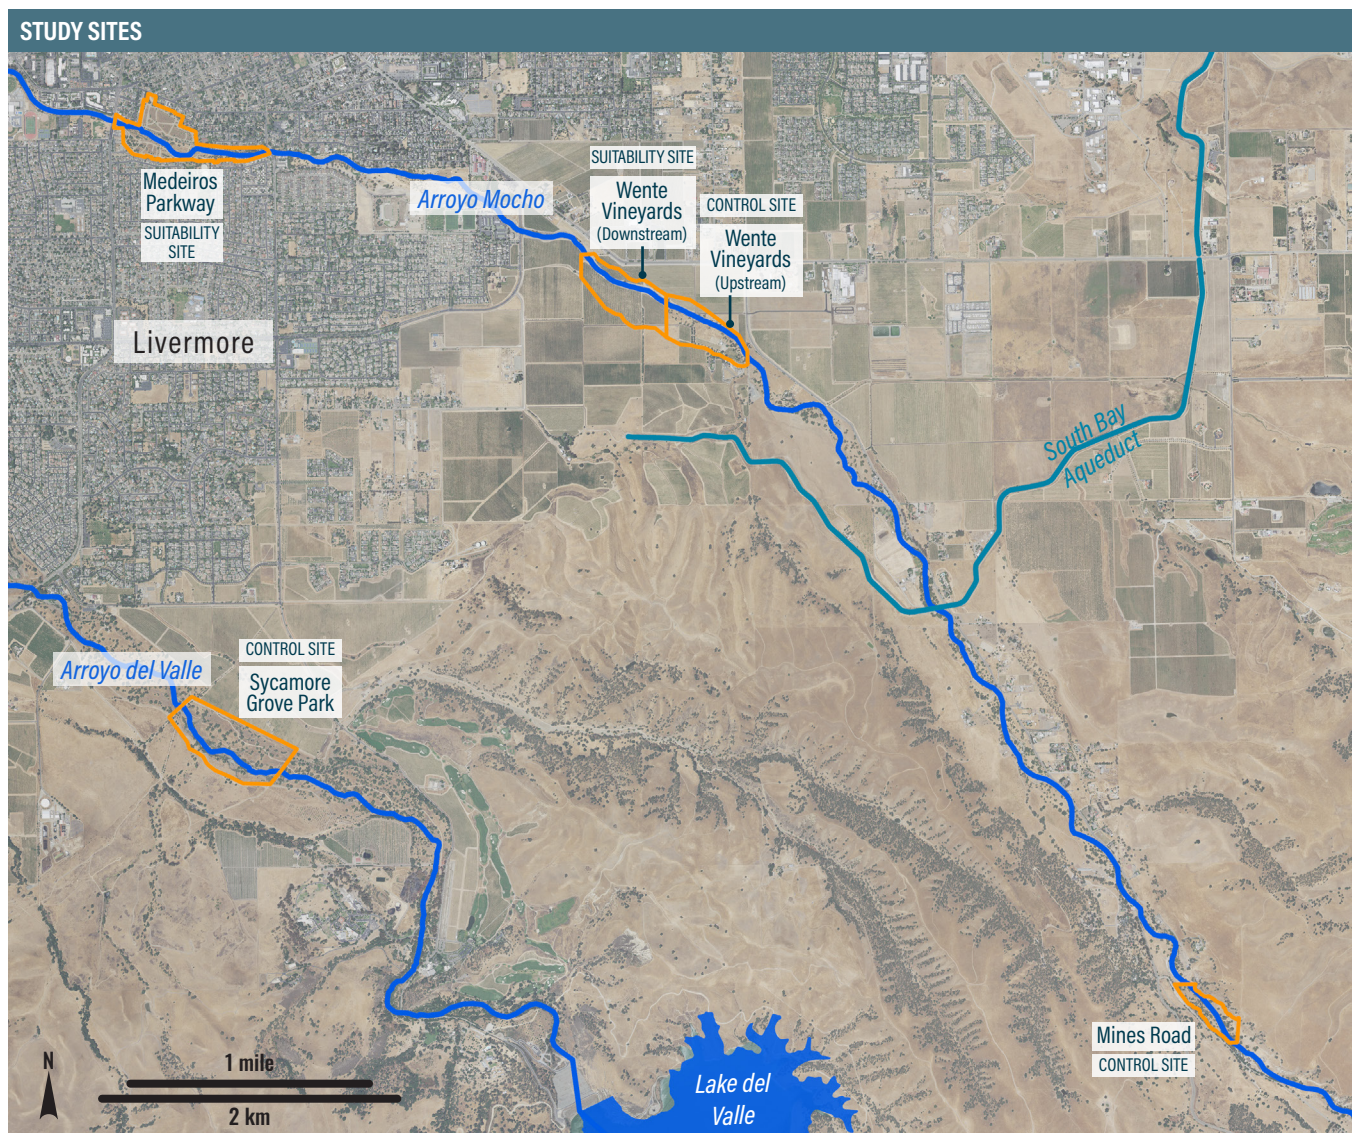 STUDY SITES
Medeiros
Parkway
SUITABILITY
SITE
Arroyo Mocho
SUITABILITY SITE
Wente
Vineyards
(Downstream)
CONTROL SITE
Wente
Vineyards
(Upstream)
Livermore
South Bay
Aqueduct
Arroyo del Valle
CONTROL SITE
Sycamore
Grove Park
Mines Road
CONTROL SITE
N
1 mile
2 km
Lake del
Valle